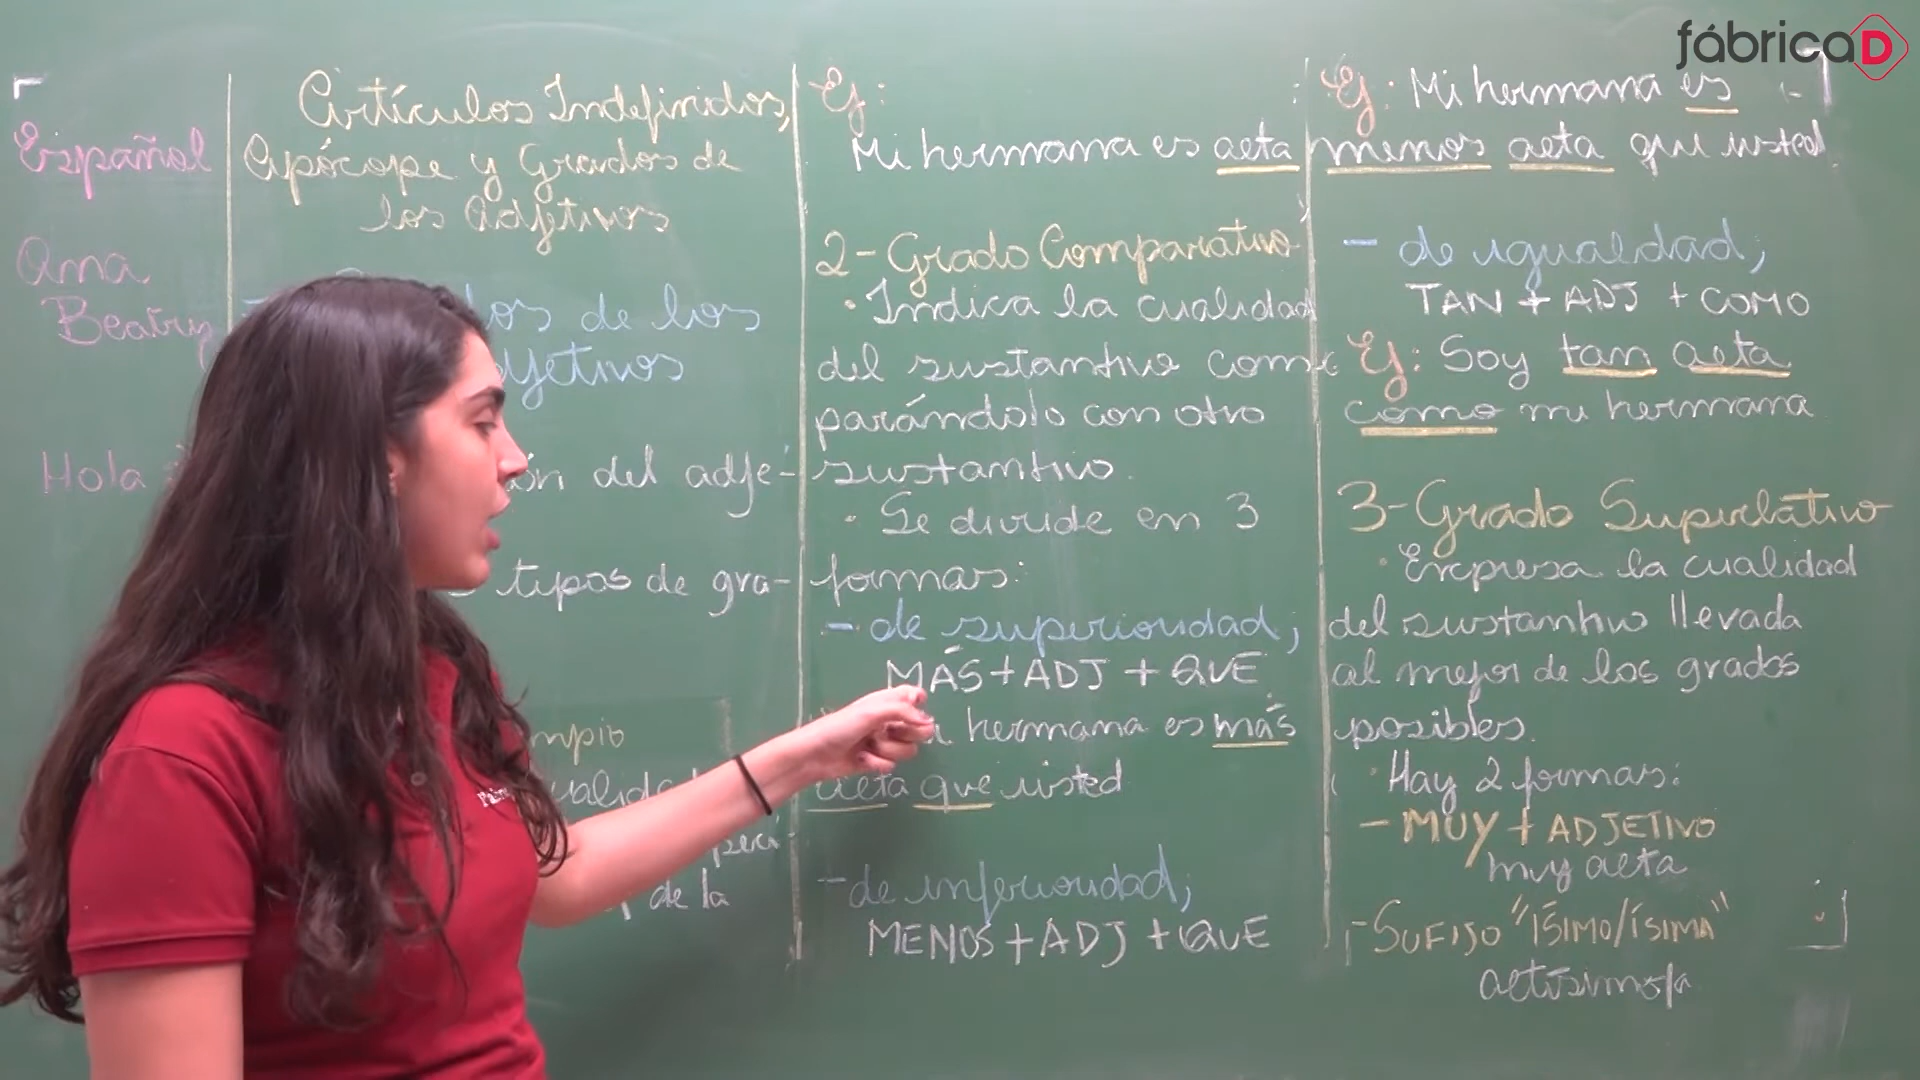 fábricaD
Español
Ana
Beatriz
Hola
Artículos Indefinidos,
Apócope y Grados de
los Adjetivos
de los
adjetivos
del adje-
tipos de gra-
de la
Ej:
Mi hermana es alta
2- Grado Comparativo
• Indica la cualidad
del sustantivo com-
parándolo con otro
sustantivo.
• Se divide en 3
formas:
- de superioridad;
MÁS + ADJ + QUE
hermana es más
alta que usted
- de inferioridad;
MENOS + ADJ + QUE
Ej: Mi hermana es
menos alta que usted
- de igualdad;
TAN + ADJ + COMO
Ej: Soy tan alta
como mi hermana
3- Grado Superlativo
• Expresa la cualidad
del sustantivo llevada
al mejor de los grados
posibles.
• Hay 2 formas:
- MUY + ADJETIVO
muy alta
- SUFIJO "ÍSIMO/ÍSIMA"
altísimo/a